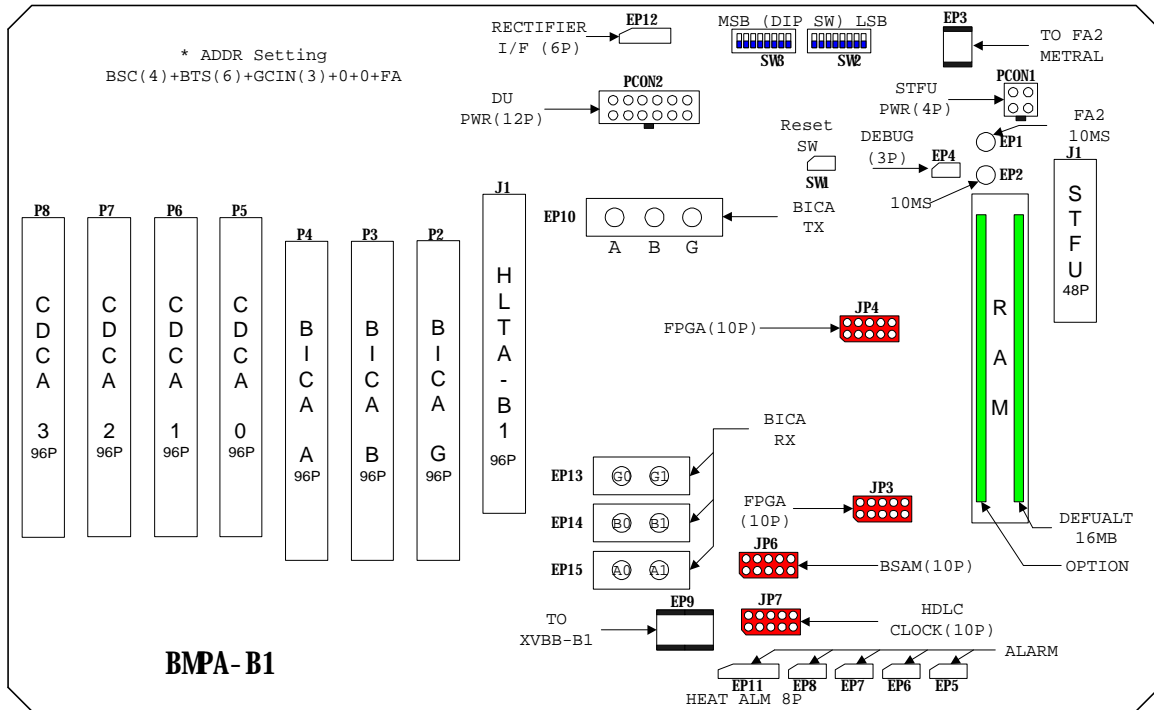 RECTIFIER
I/F (6P)
EP12
MSB (DIP SW) LSB
SW3
SW2
EP3
TO FA2
METRAL
* ADDR Setting
BSC(4)+BTS(6)+GCIN(3)+0+0+FA
DU
PWR(12P)
PCON2
STFU
PWR(4P)
PCON1
FA2
10MS
Reset
SW
SW1
DEBUG
(3P)
EP4
EP1
EP2
10MS
J1
STFU
48P
P8
CDCA 3
96P
P7
CDCA 2
96P
P6
CDCA 1
96P
P5
CDCA 0
96P
P4
BICA A
96P
P3
BICA B
96P
P2
BICA G
96P
J1
HLTA-B1
96P
EP10
A B G
BICA
TX
FPGA(10P)
JP4
RAM
BICA
RX
EP13
G0 G1
EP14
B0 B1
EP15
A0 A1
FPGA
(10P)
JP3
DEFUALT
16MB
OPTION
JP6
BSAM(10P)
TO
XVBB-B1
EP9
JP7
HDLC
CLOCK(10P)
ALARM
EP11
EP8
EP7
EP6
EP5
HEAT ALM 8P
BMPA-B1